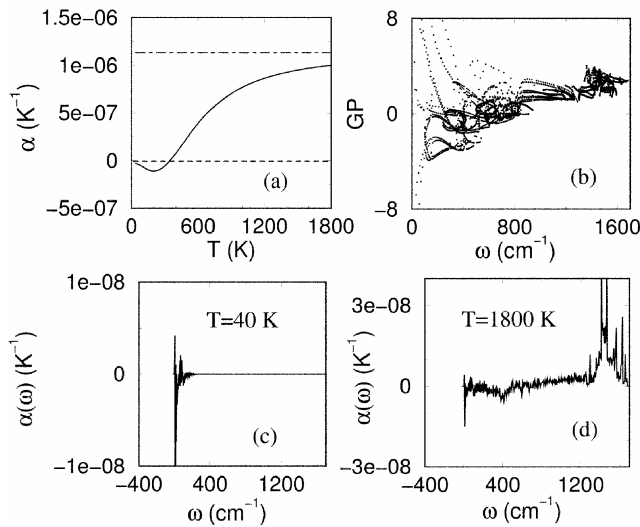 1.5e-06
1e-06
5e-07
0
-5e-07
α (K⁻¹)
0 600 1200 1800
T (K)
(a)
8
0
-8
GP
0 400 800 1200 1600
ω (cm⁻¹)
(b)
1e-08
0
-1e-08
α(ω) (K⁻¹)
T=40 K
(c)
-400 400 1200
ω (cm⁻¹)
3e-08
0
-3e-08
α(ω) (K⁻¹)
T=1800 K
(d)
-400 400 1200
ω (cm⁻¹)